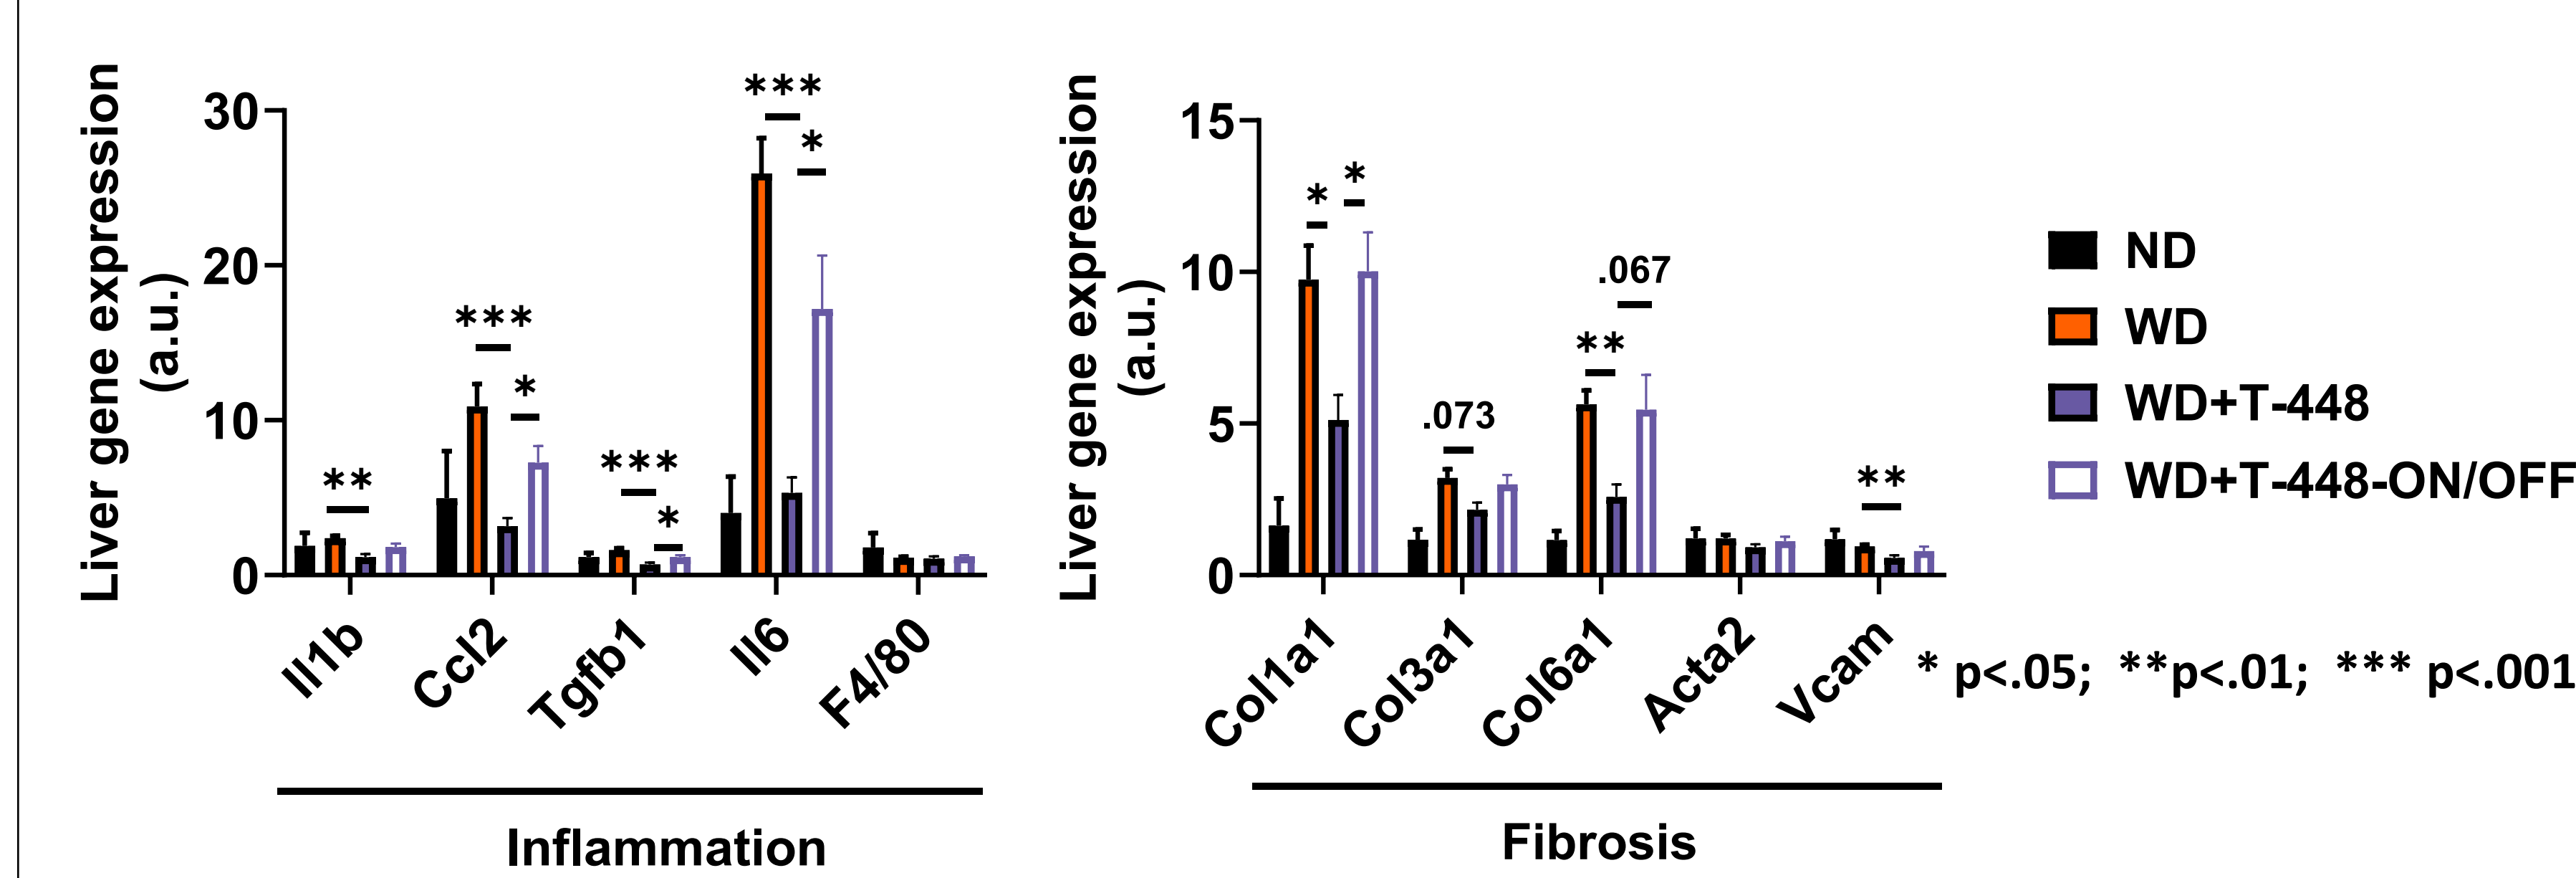 Liver gene expression
(a.u.)
30
20
10
0
***
*
***
*
**
***
*
Il1b
Ccl2
Tgfb1
Il6
F4/80
Inflammation
Liver gene expression
(a.u.)
15
10
5
0
*
*
.073
**
.067
**
Col1a1
Col3a1
Col6a1
Acta2
Vcam
Fibrosis
ND
WD
WD+T-448
WD+T-448-ON/OFF
* p<.05; **p<.01; *** p<.001